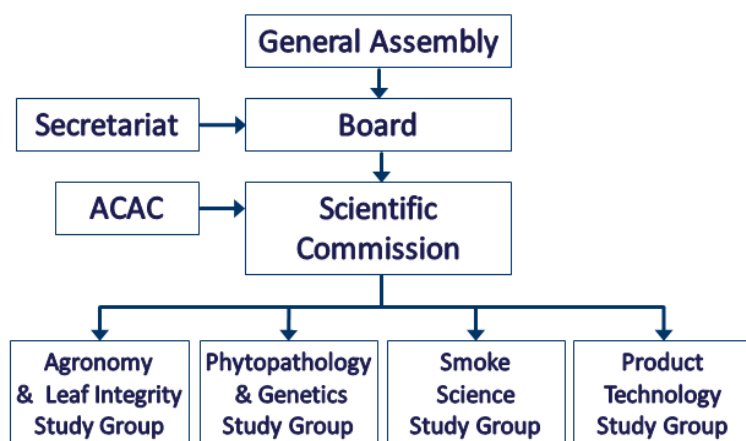 General Assembly
Secretariat
Board
ACAC
Scientific
Commission
Agronomy
& Leaf Integrity
Study Group
Phytopathology
& Genetics
Study Group
Smoke
Science
Study Group
Product
Technology
Study Group